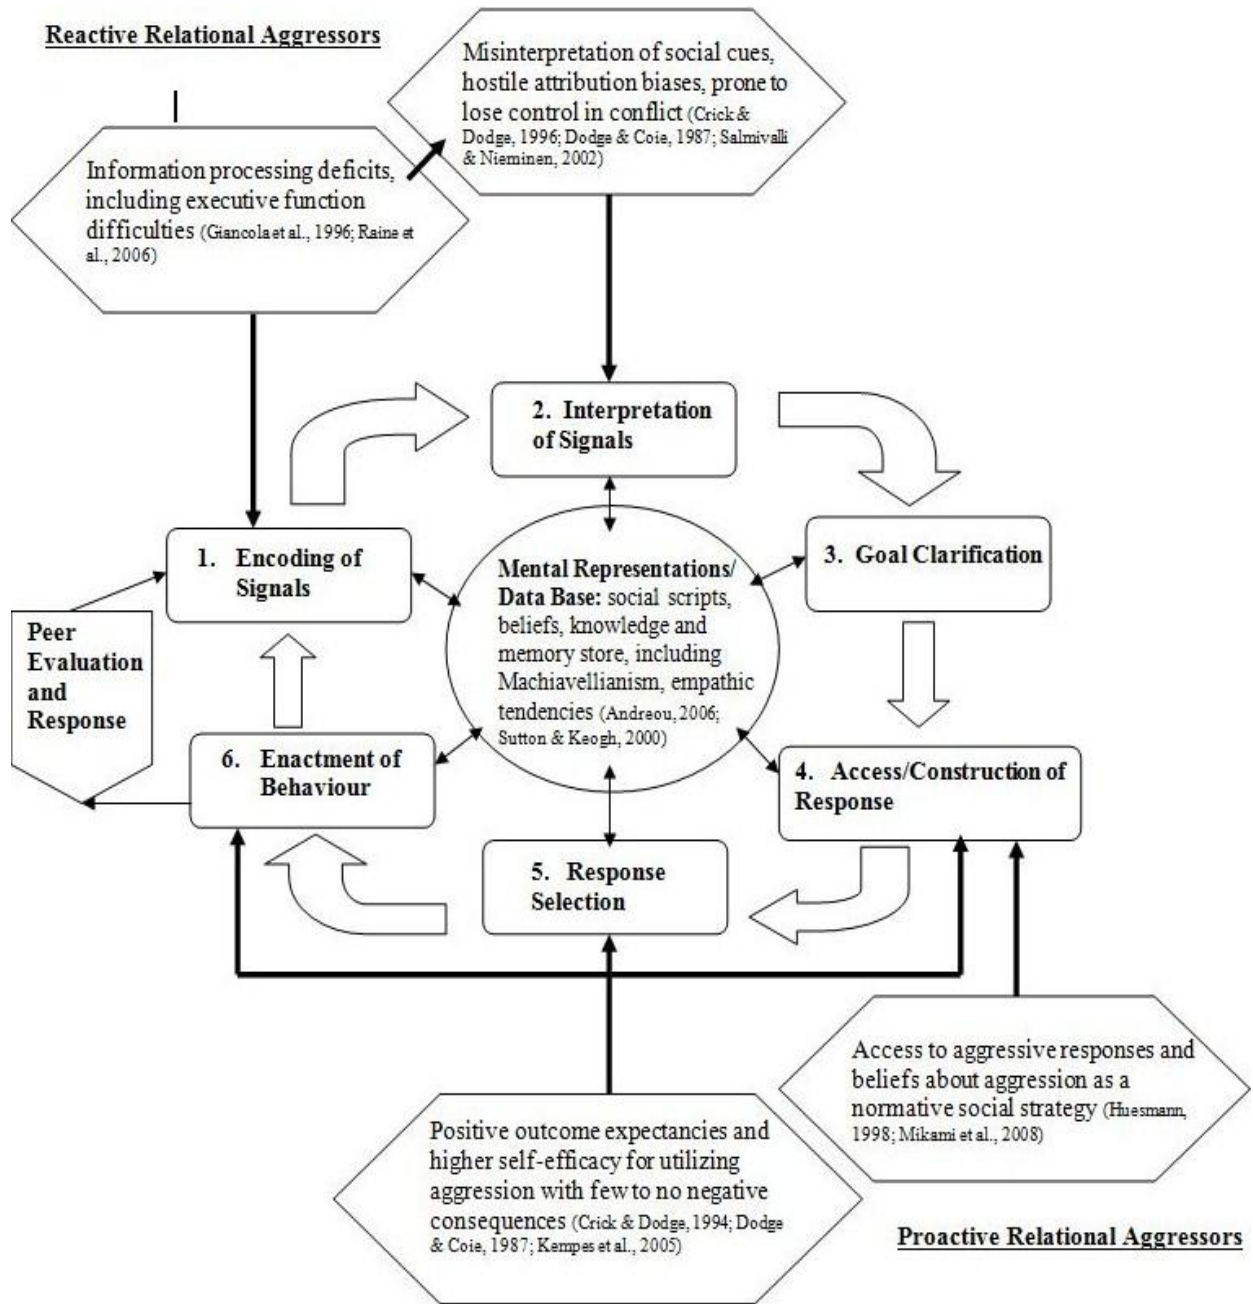 Reactive Relational Aggressors
Misinterpretation of social cues,
hostile attribution biases, prone to
lose control in conflict (Crick &
Dodge, 1996; Dodge & Coie, 1987; Salmivalli
& Nieminen, 2002)
Information processing deficits,
including executive function
difficulties (Giancola et al., 1996; Raine et
al., 2006)
2. Interpretation
of Signals
1. Encoding of
Signals
3. Goal Clarification
Mental Representations/
Data Base: social scripts,
beliefs, knowledge and
memory store, including
Machiavellianism, empathic
tendencies (Andreou, 2006;
Sutton & Keogh, 2000)
Peer
Evaluation
and
Response
6. Enactment of
Behaviour
4. Access/Construction of
Response
5. Response
Selection
Access to aggressive responses and
beliefs about aggression as a
normative social strategy (Huesmann,
1998; Mikami et al., 2008)
Positive outcome expectancies and
higher self-efficacy for utilizing
aggression with few to no negative
consequences (Crick & Dodge, 1994; Dodge
& Coie, 1987; Kempes et al., 2005)
Proactive Relational Aggressors